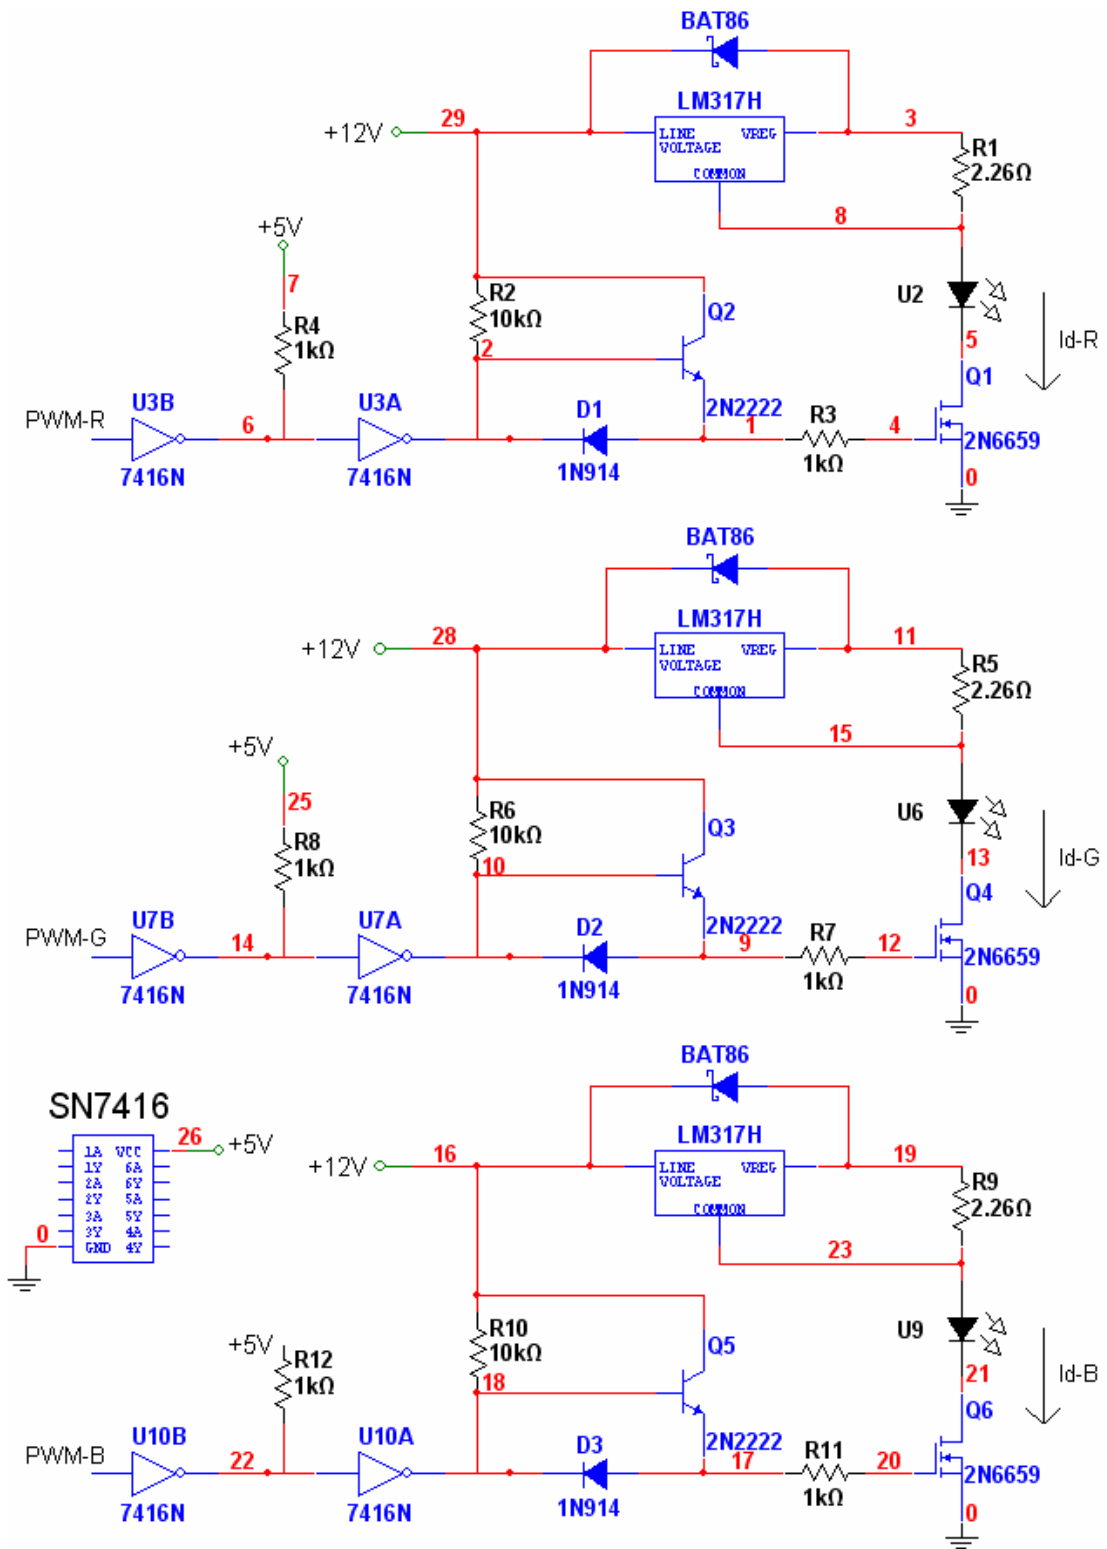 BAT86
LM317H
+12V 29 LINE VOLTAGE VREG COMMON 3
R1
2.26Ω
8
+5V
7
R4
1kΩ
R2
10kΩ
2
Q2
U2
5
Id-R
Q1
PWM-R
U3B
7416N
6
U3A
7416N
D1
1N914
2N2222
1
R3
1kΩ
4
2N6659
0
BAT86
LM317H
+12V 28 LINE VOLTAGE VREG COMMON 11
R5
2.26Ω
15
+5V
25
R8
1kΩ
R6
10kΩ
10
Q3
U6
13
Id-G
Q4
PWM-G
U7B
7416N
14
U7A
7416N
D2
1N914
2N2222
9
R7
1kΩ
12
2N6659
0
BAT86
SN7416
1A VCC
1Y 6A
2A 6Y
2Y 5A
3A 5Y
3Y 4A
GND 4Y
26
+5V
0
LM317H
+12V 16 LINE VOLTAGE VREG COMMON 19
R9
2.26Ω
23
+5V
R12
1kΩ
R10
10kΩ
18
Q5
U9
21
Id-B
Q6
PWM-B
U10B
7416N
22
U10A
7416N
D3
1N914
2N2222
17
R11
1kΩ
20
2N6659
0